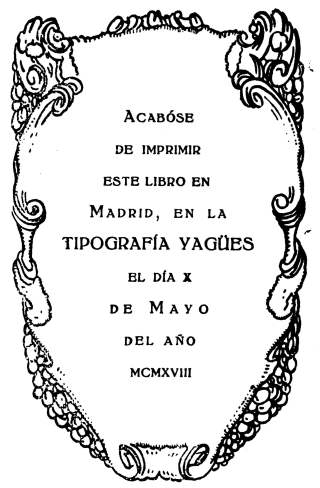 Acabóse
de imprimir
este libro en
Madrid, en la
TIPOGRAFÍA YAGÜES
el día X
de Mayo
del año
MCMXVIII